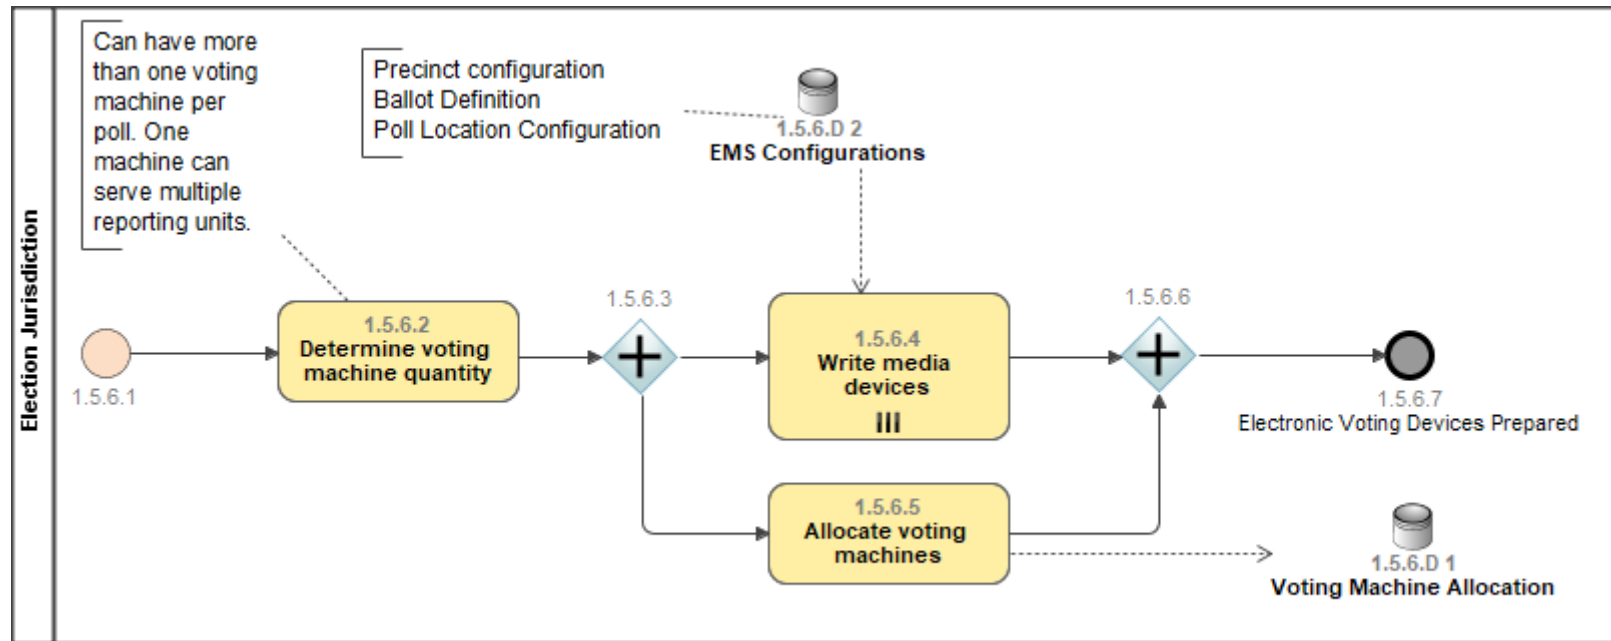 Election Jurisdiction
Can have more
than one voting
machine per
poll. One
machine can
serve multiple
reporting units.
Precinct configuration
Ballot Definition
Poll Location Configuration
1.5.6.D 2
EMS Configurations
1.5.6.1
1.5.6.2
Determine voting
machine quantity
1.5.6.3
1.5.6.4
Write media
devices
1.5.6.5
Allocate voting
machines
1.5.6.6
1.5.6.7
Electronic Voting Devices Prepared
1.5.6.D 1
Voting Machine Allocation